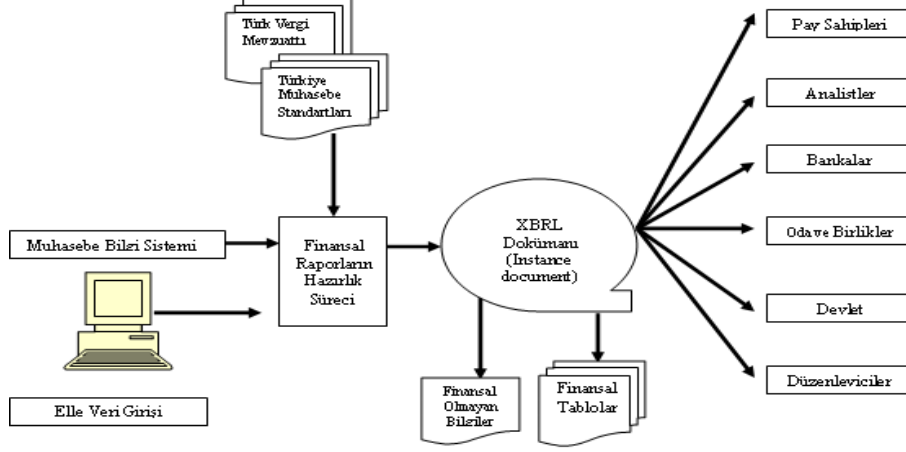 Türk Vergi
Mevzuattı
Türkiye
Muhasebe
Standartları
Muhasebe Bilgi Sistemi
Elle Veri Girişi
Finansal
Raporların
Hazırlık
Süreci
XBRL
Dokümanı
(Instance
document)
Finansal
Olmayan
Bilgiler
Finansal
Tablolar
Pay Sahipleri
Analistler
Bankalar
Oda ve Birlikler
Devlet
Düzenleyiciler